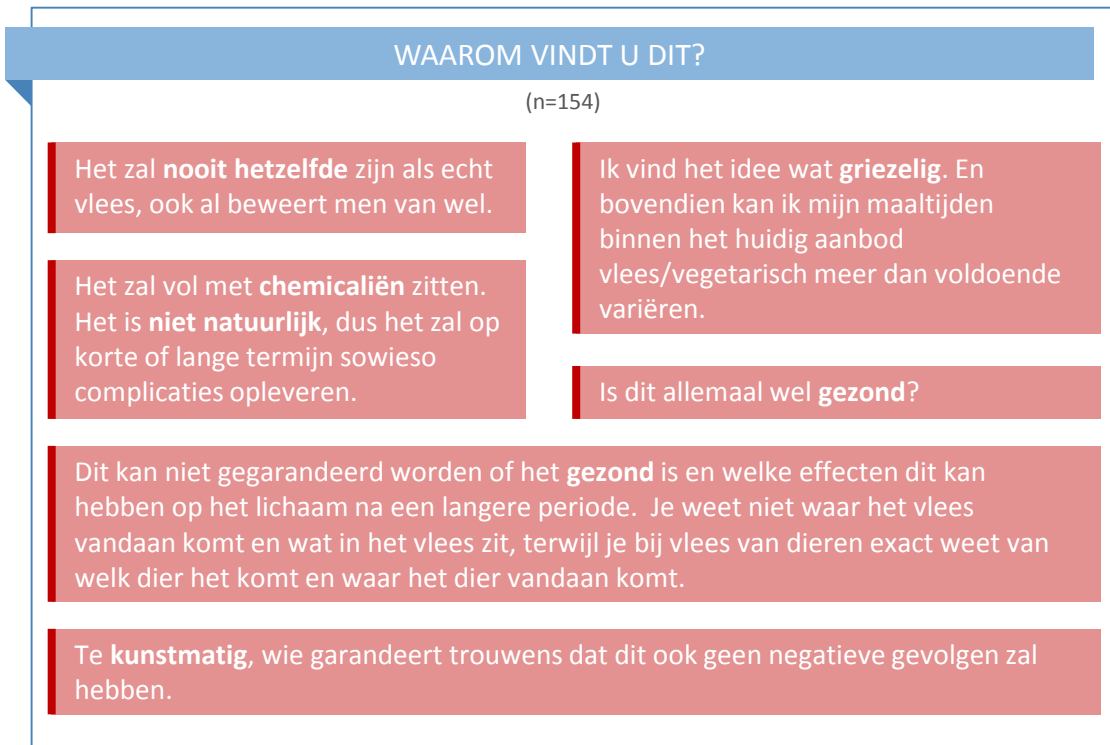 WAAROM VINDT U DIT?
(n=154)
Het zal nooit hetzelfde zijn als echt
vlees, ook al beweert men van wel.
Het zal vol met chemicaliën zitten.
Het is niet natuurlijk, dus het zal op
korte of lange termijn sowieso
complicaties opleveren.
Ik vind het idee wat griezelig. En
bovendien kan ik mijn maaltijden
binnen het huidig aanbod
vlees/vegetarisch meer dan voldoende
variëren.
Is dit allemaal wel gezond?
Dit kan niet gegarandeerd worden of het gezond is en welke effecten dit kan
hebben op het lichaam na een langere periode.  Je weet niet waar het vlees
vandaan komt en wat in het vlees zit, terwijl je bij vlees van dieren exact weet van
welk dier het komt en waar het dier vandaan komt.
Te kunstmatig, wie garandeert trouwens dat dit ook geen negatieve gevolgen zal
hebben.